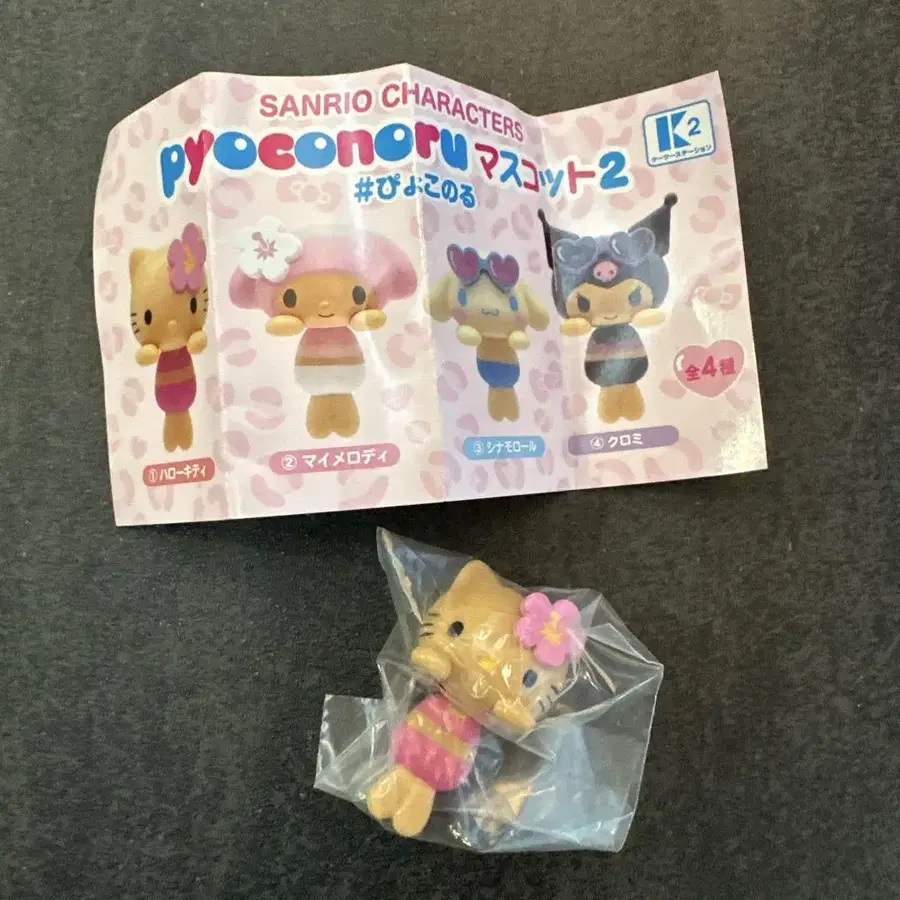 SANRIO CHARACTERS
pyoconoru マスコット2
#ぴょこのる
K2
ケーツーステーション
全4種
①ハローキティ
②マイメロディ
③シナモロール
④クロミ